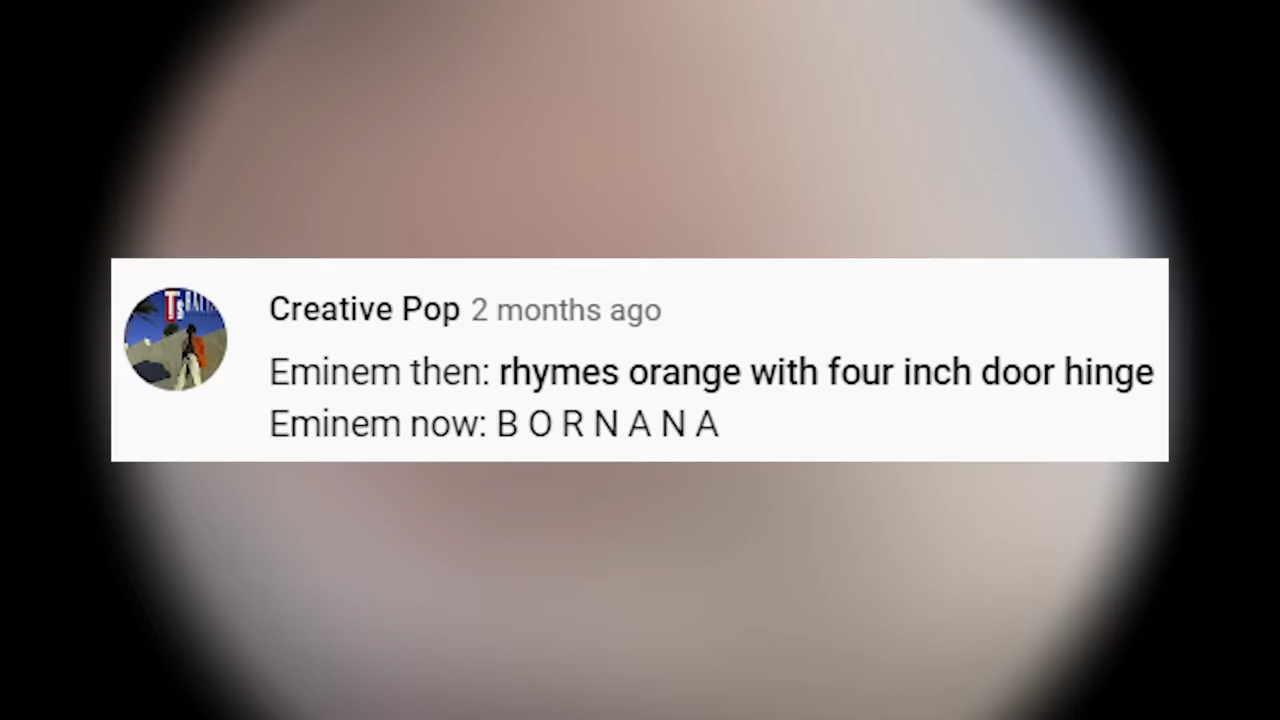 Creative Pop 2 months ago
Eminem then: rhymes orange with four inch door hinge
Eminem now: B O R N A N A